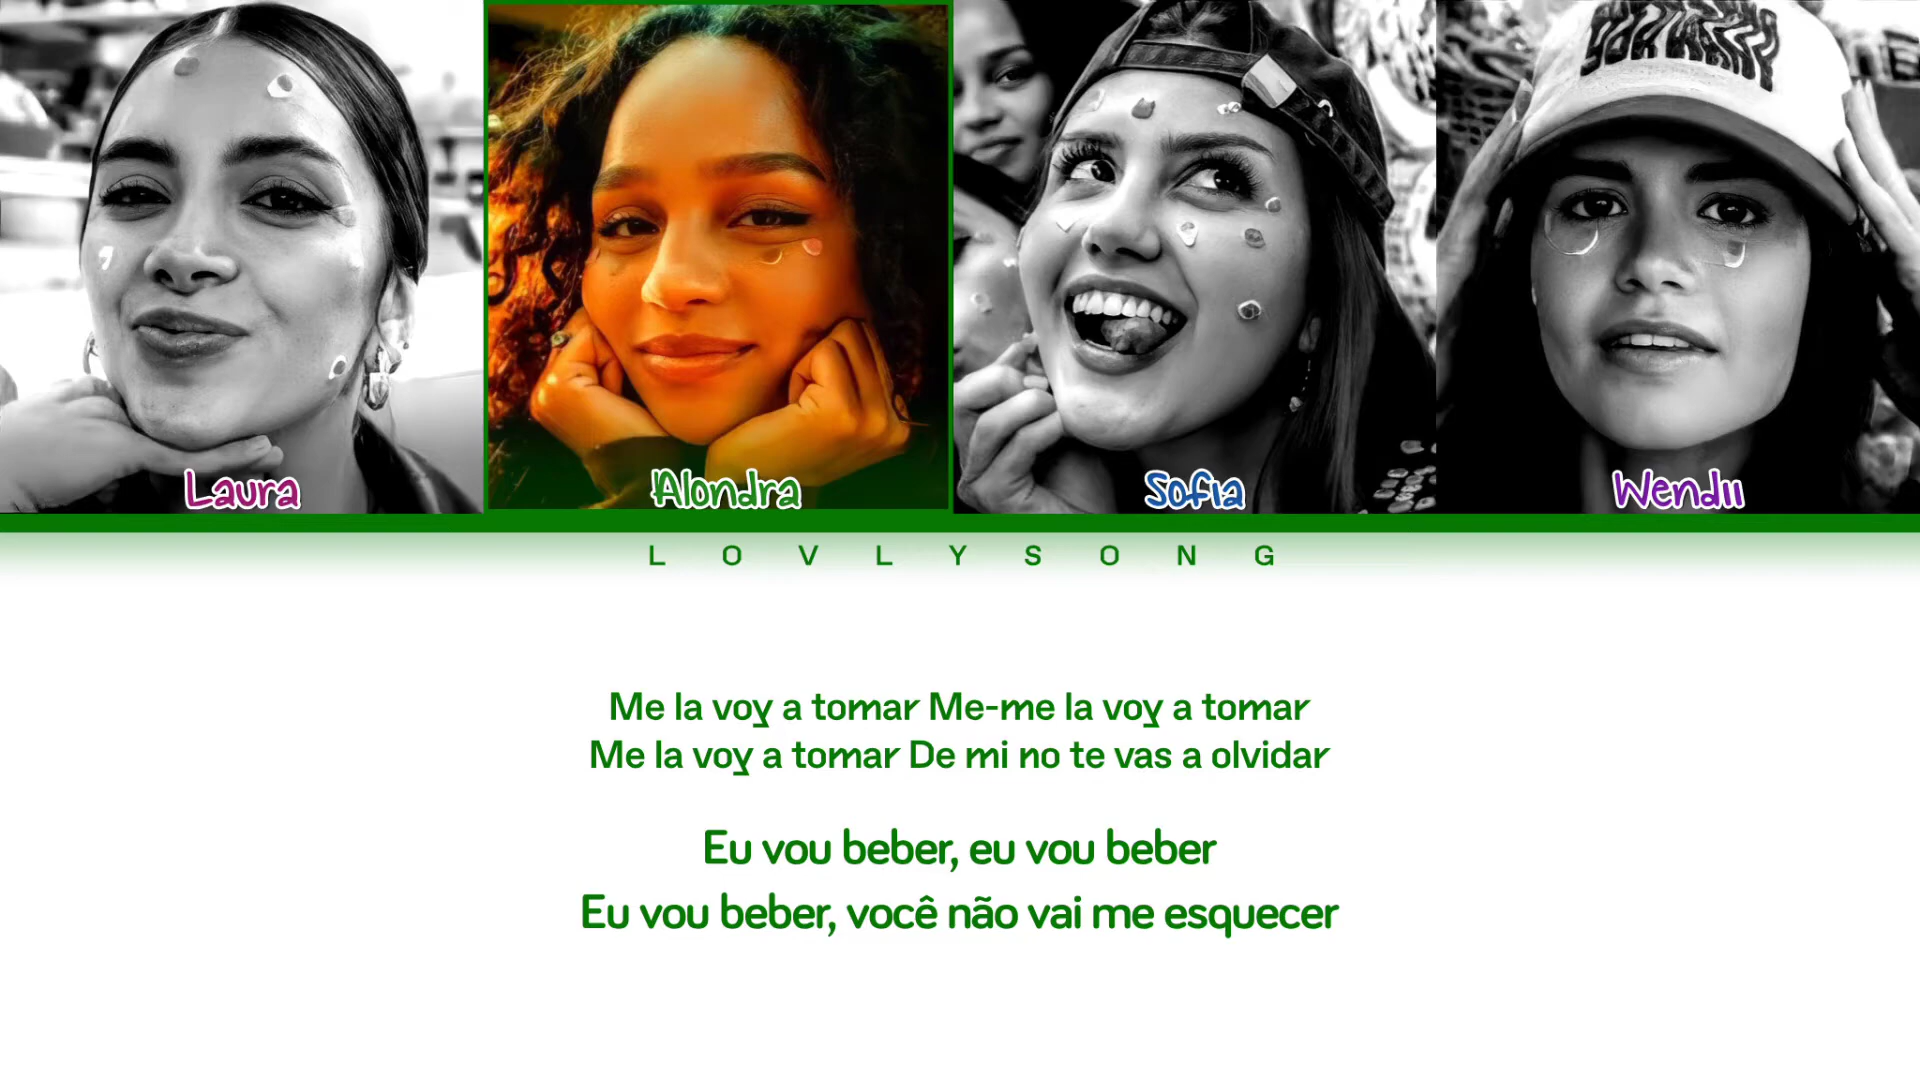 Laura
Alondra
Sofia
Wendii
L O V L Y S O N G
Me la voy a tomar Me-me la voy a tomar
Me la voy a tomar De mi no te vas a olvidar
Eu vou beber, eu vou beber
Eu vou beber, você não vai me esquecer